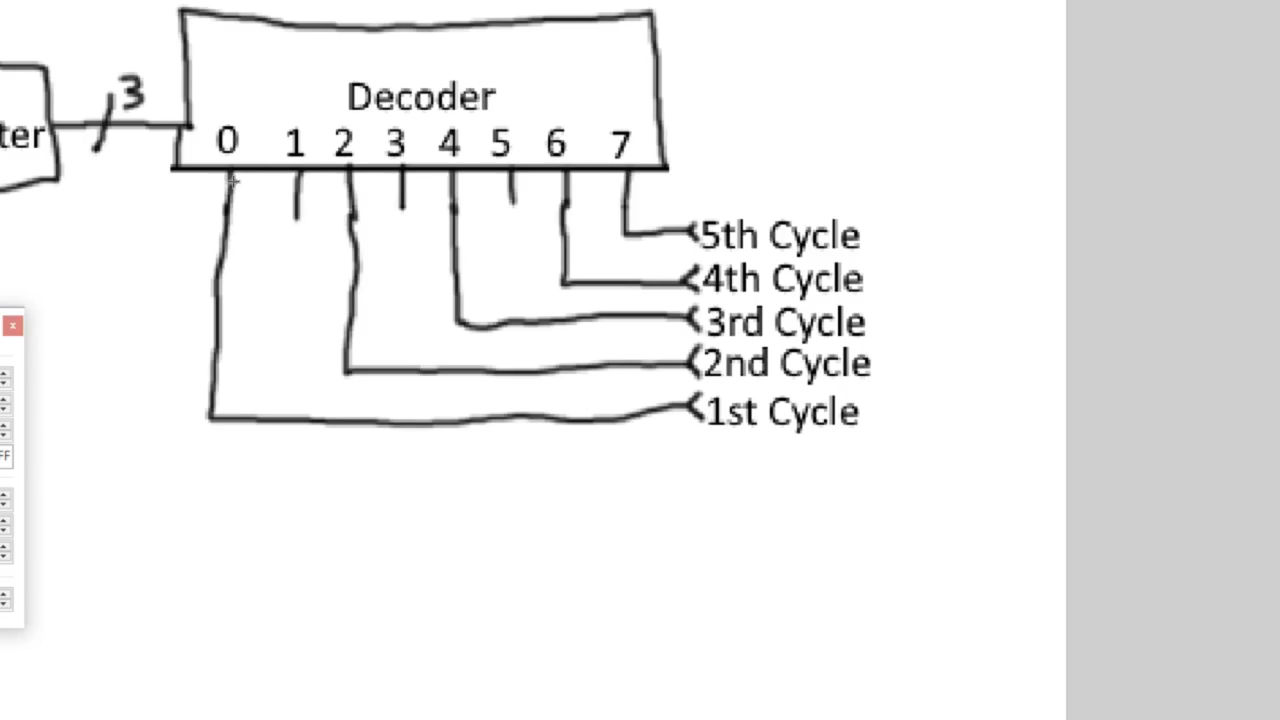 3
Decoder
ter
0 1 2 3 4 5 6 7
5th Cycle
4th Cycle
3rd Cycle
2nd Cycle
1st Cycle
FF